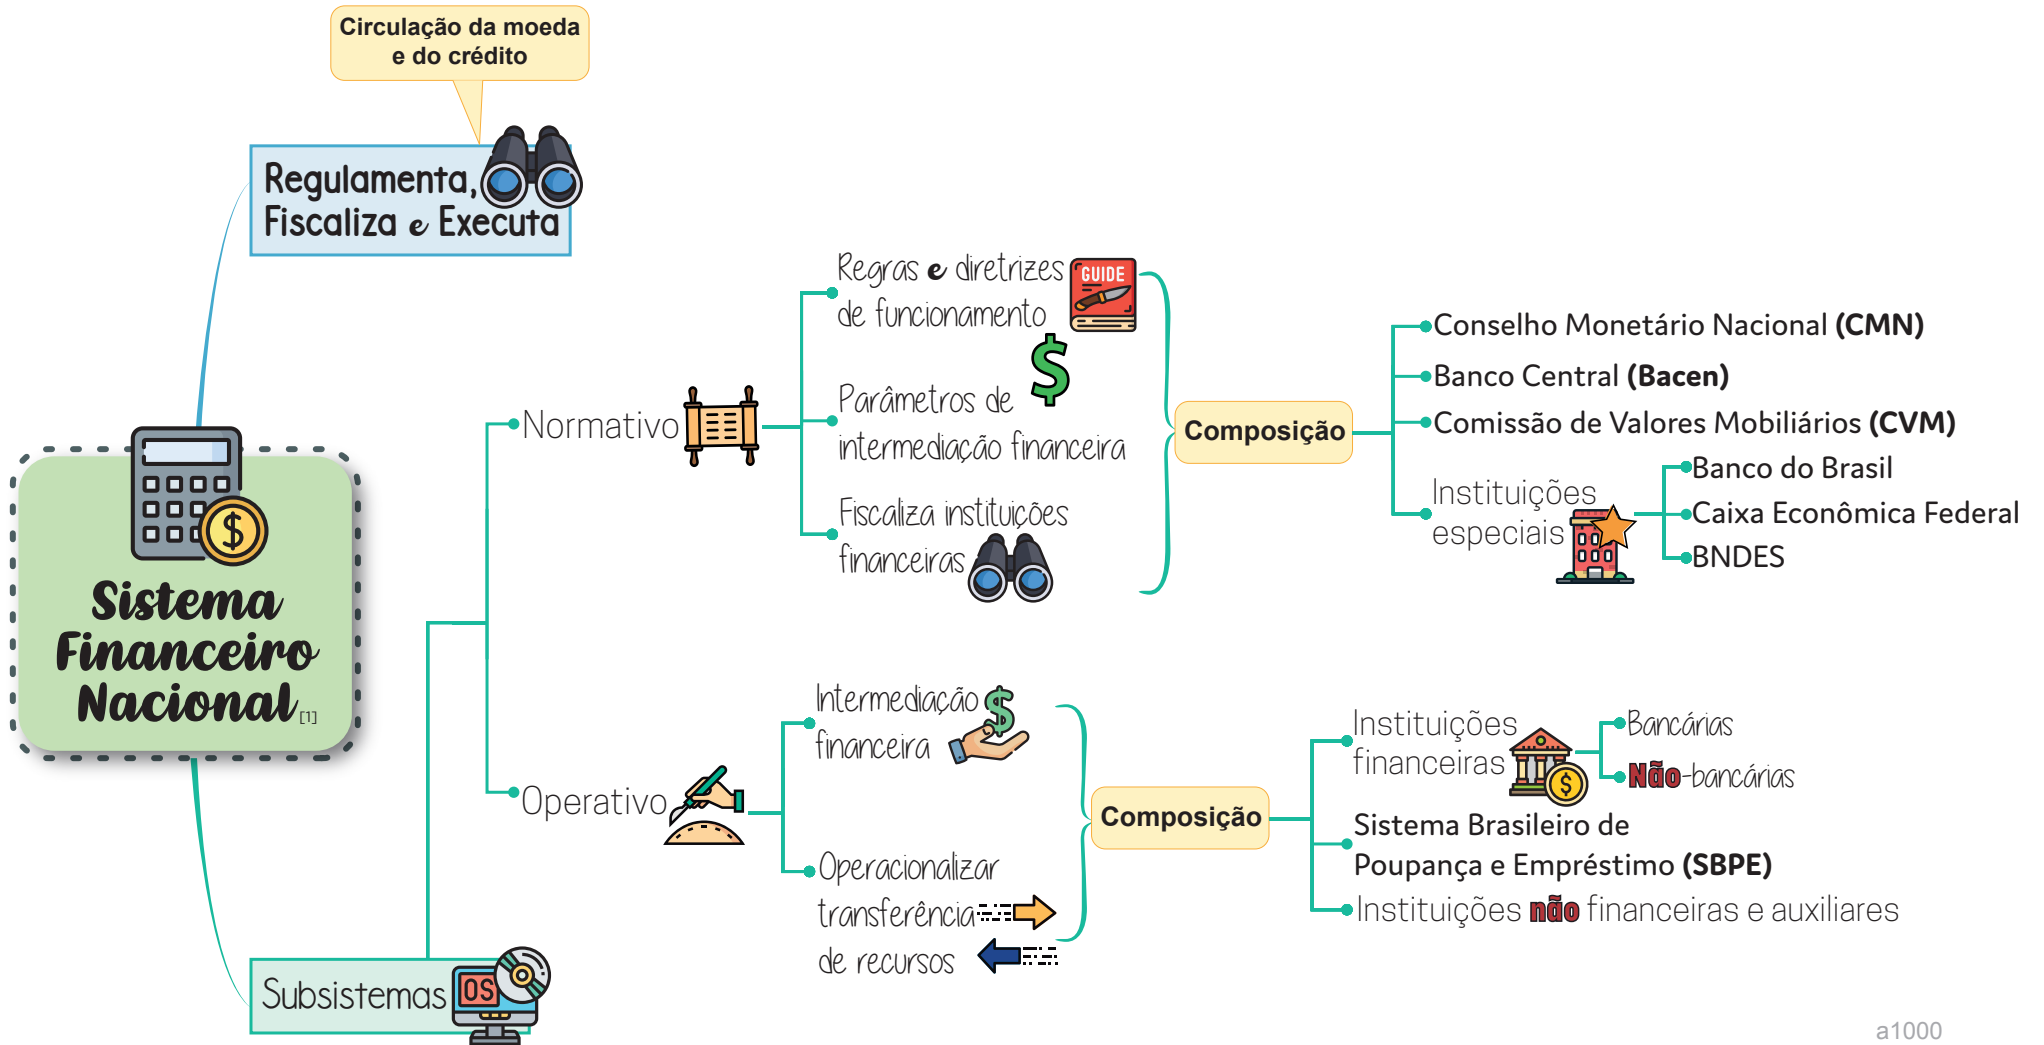 Circulação da moeda
e do crédito
Regulamenta,
Fiscaliza e Executa
Sistema
Financeiro
Nacional [1]
Subsistemas
OS
Normativo
Regras e diretrizes
de funcionamento
GUIDE
Parâmetros de
intermediação financeira
Fiscaliza instituições
financeiras
Composição
Conselho Monetário Nacional (CMN)
Banco Central (Bacen)
Comissão de Valores Mobiliários (CVM)
Instituições
especiais
Banco do Brasil
Caixa Econômica Federal
BNDES
Operativo
Intermediação
financeira
Operacionalizar
transferência
de recursos
Composição
Instituições
financeiras
Bancárias
Não-bancárias
Sistema Brasileiro de
Poupança e Empréstimo (SBPE)
Instituições não financeiras e auxiliares
a1000